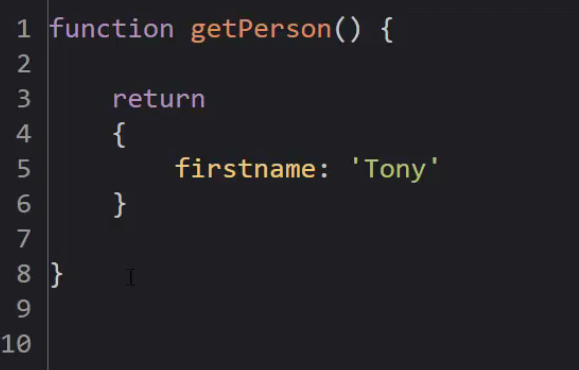 1 function getPerson() {
2
3     return
4     {
5         firstname: 'Tony'
6     }
7
8 }
9
10